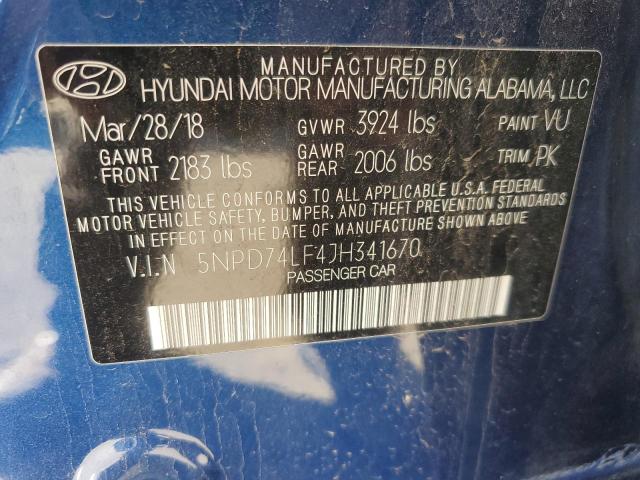 MANUFACTURED BY
HYUNDAI MOTOR MANUFACTURING ALABAMA, LLC
Mar/28/18 GVWR 3924 lbs PAINT VU
GAWR FRONT 2183 lbs GAWR REAR 2006 lbs TRIM PK
THIS VEHICLE CONFORMS TO ALL APPLICABLE U.S.A. FEDERAL
MOTOR VEHICLE SAFETY, BUMPER, AND THEFT PREVENTION
STANDARDS IN EFFECT ON THE DATE OF MANUFACTURE SHOWN ABOVE
V.I.N 5NPD74LF4JH341670
PASSENGER CAR